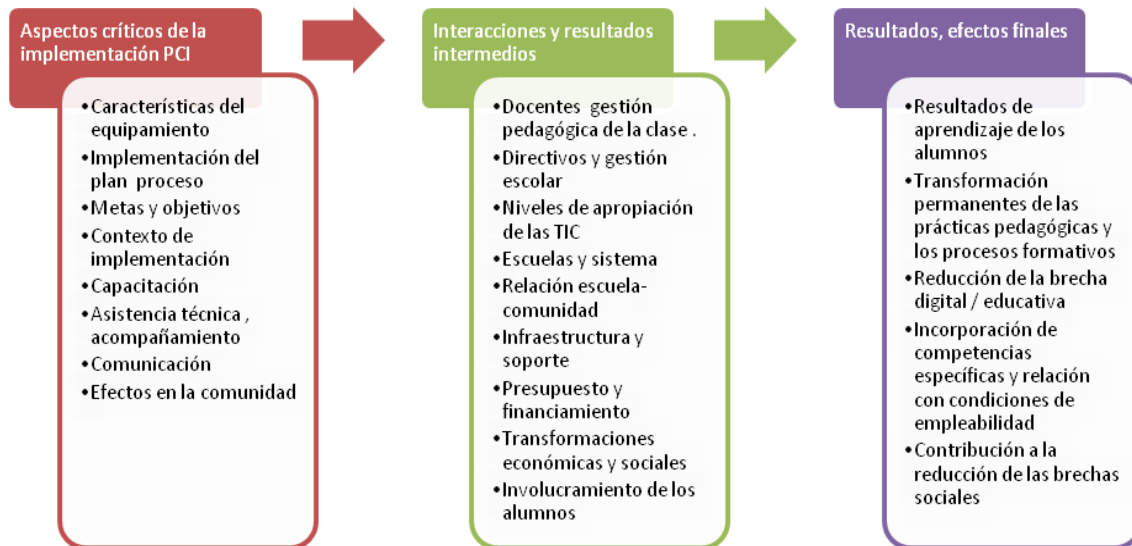 Aspectos críticos de la
implementación PCI
•Características del
equipamiento
•Implementación del
plan proceso
•Metas y objetivos
•Contexto de
implementación
•Capacitación
•Asistencia técnica ,
acompañamiento
•Comunicación
•Efectos en la comunidad
Interacciones y resultados
intermedios
•Docentes gestión
pedagógica de la clase .
•Directivos y gestión
escolar
•Niveles de apropiación
de las TIC
•Escuelas y sistema
•Relación escuela-
comunidad
•Infraestructura y
soporte
•Presupuesto y
financiamiento
•Transformaciones
económicas y sociales
•Involucramiento de los
alumnos
Resultados, efectos finales
•Resultados de
aprendizaje de los
alumnos
•Transformación
permanentes de las
prácticas pedagógicas y
los procesos formativos
•Reducción de la brecha
digital / educativa
•Incorporación de
competencias
específicas y relación
con condiciones de
empleabilidad
•Contribución a la
reducción de las brechas
sociales